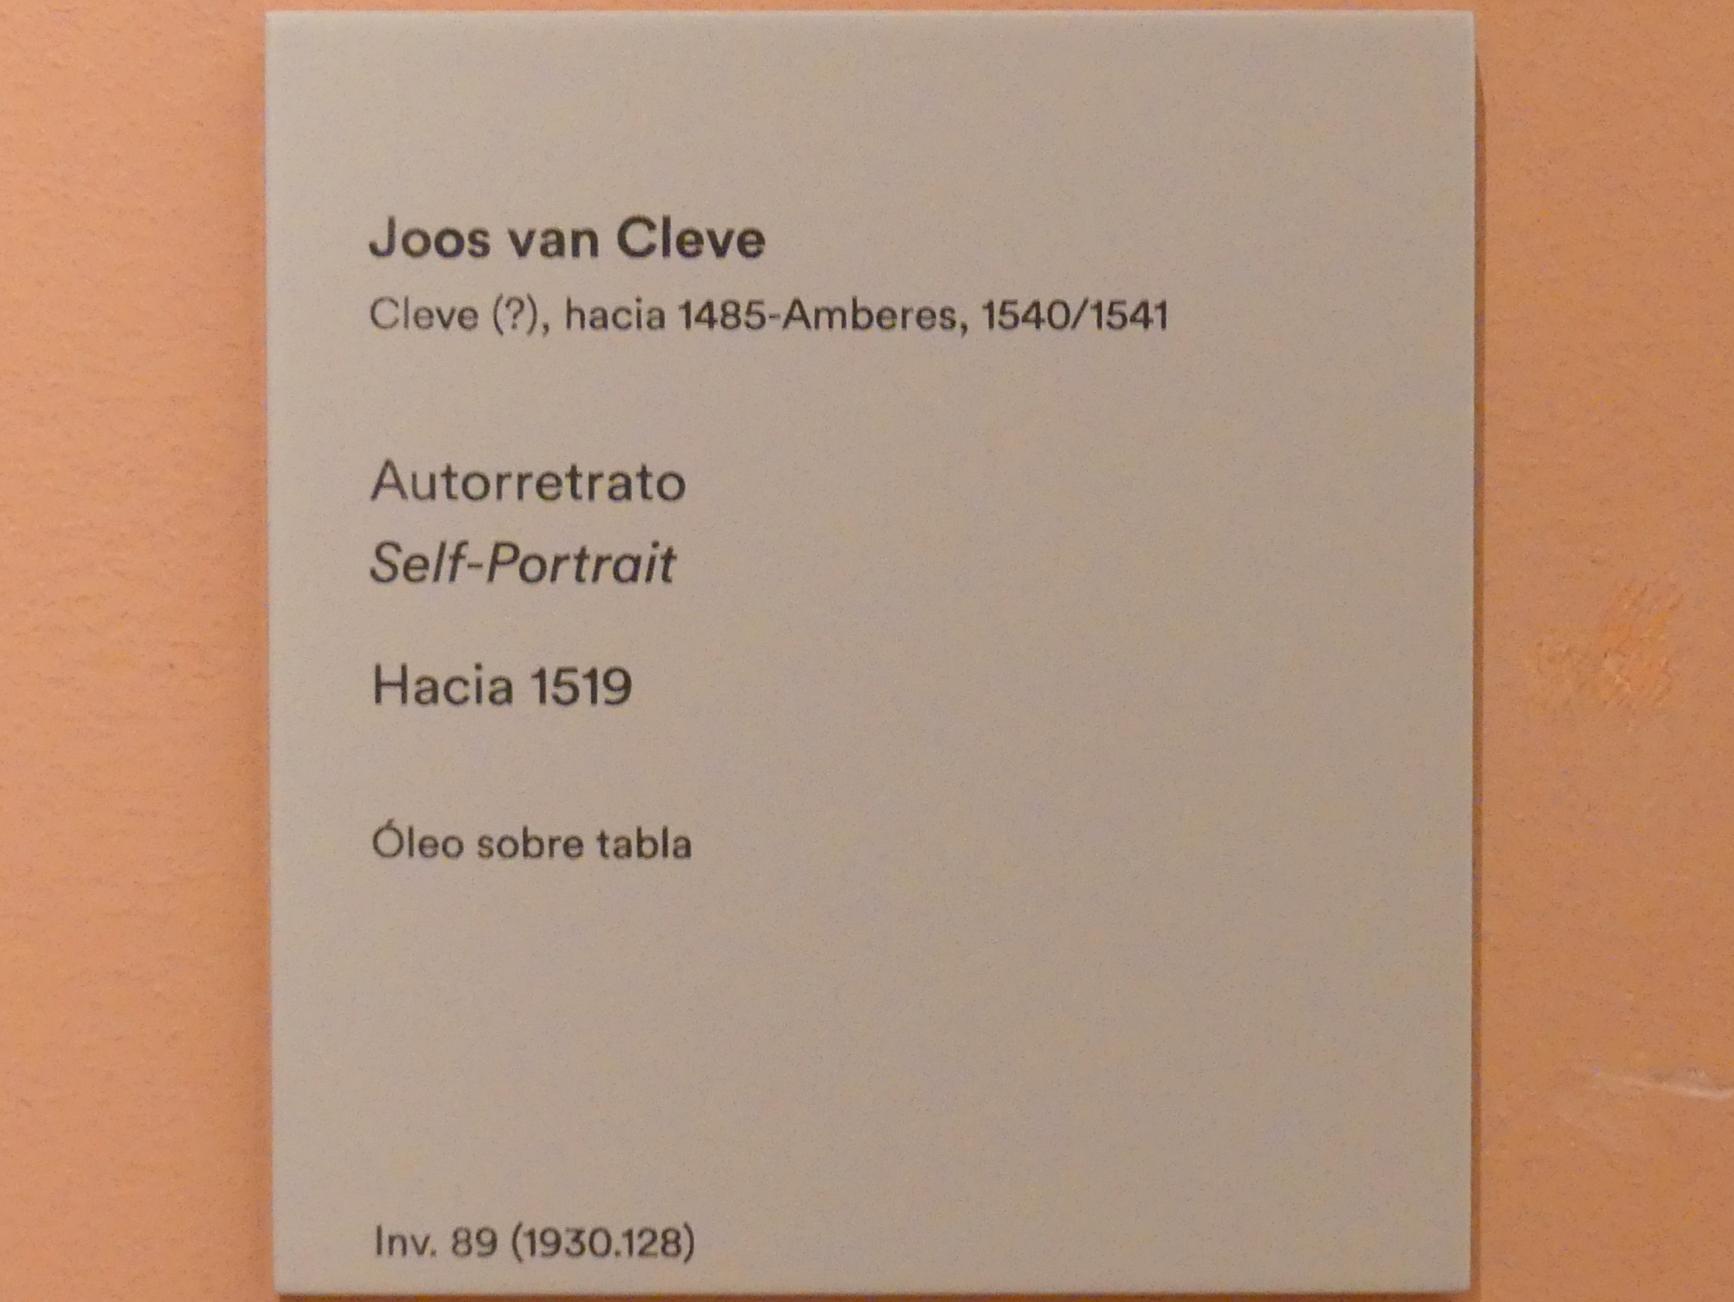 Joos van Cleve
Cleve (?), hacia 1485-Amberes, 1540/1541
Autorretrato
Self-Portrait
Hacia 1519
Óleo sobre tabla
Inv. 89 (1930.128)